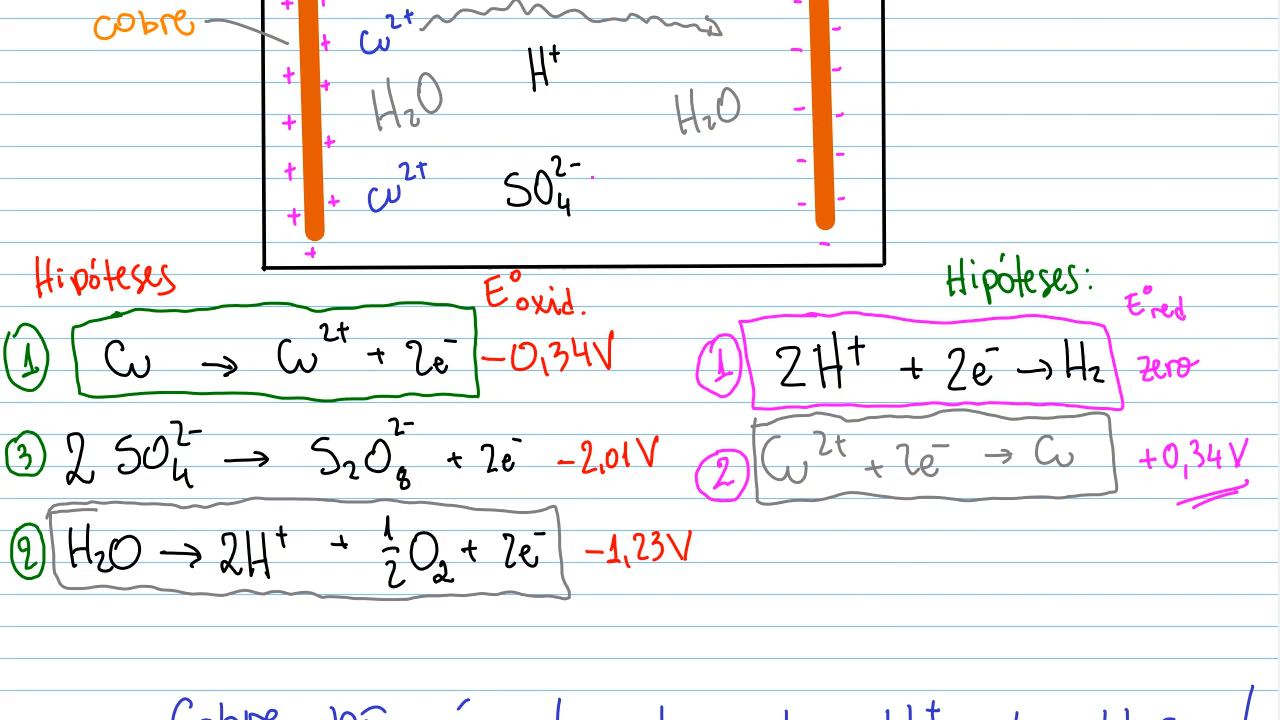 cobre
Cu²⁺
H⁺
H₂O
H₂O
Cu²⁺
SO₄²⁻
Hipóteses
E°oxid.
① Cu → Cu²⁺ + 2e⁻ -0,34V
③ 2 SO₄²⁻ → S₂O₈²⁻ + 2e⁻ -2,01V
② H₂O → 2H⁺ + 1/2 O₂ + 2e⁻ -1,23V
Hipóteses:
E°red
① 2H⁺ + 2e⁻ → H₂ zero
② Cu²⁺ + 2e⁻ → Cu +0,34V
Cobre